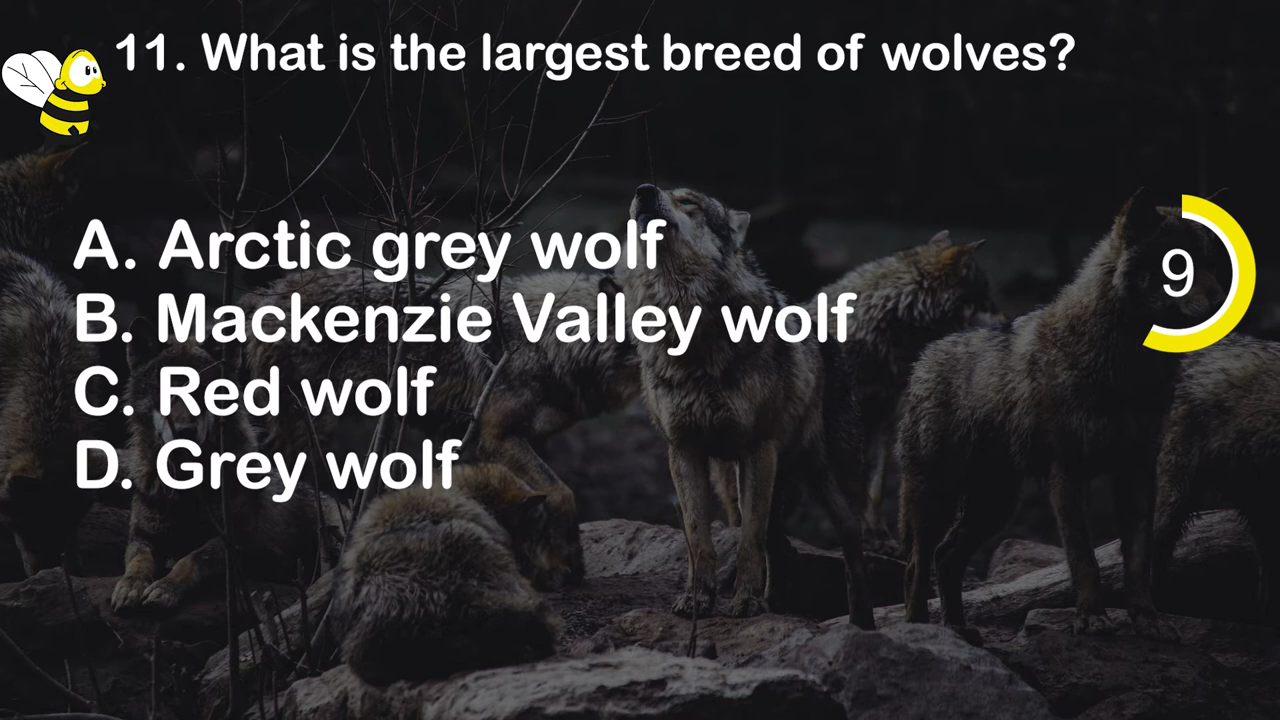 11. What is the largest breed of wolves?
A. Arctic grey wolf
B. Mackenzie Valley wolf
C. Red wolf
D. Grey wolf
9